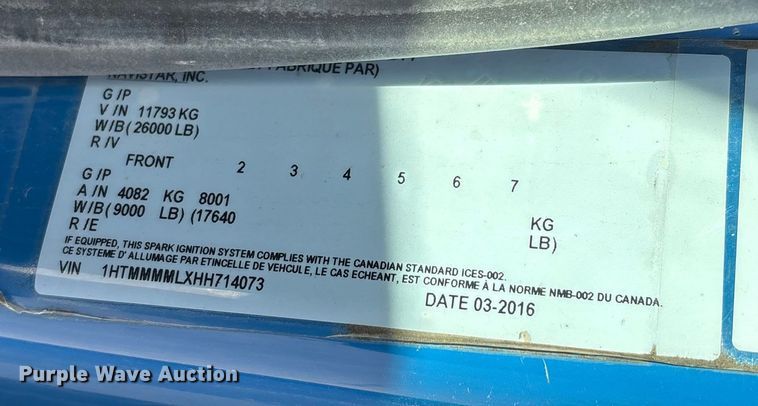 FABRIQUE PAR)
NAVISTAR, INC.
G /P
V /N 11793 KG
W/B( 26000 LB)
R /V
FRONT 2 3 4 5 6 7
G /P
A /N 4082 KG 8001 KG
W/B( 9000 LB) (17640 LB)
R /E
IF EQUIPPED, THIS SPARK IGNITION SYSTEM COMPLIES WITH THE CANADIAN STANDARD ICES-002.
CE SYSTEME D' ALLUMAGE PAR ETINCELLE DE VEHCULE, LE CAS ECHEANT, EST CONFORME À LA NORME NMB-002 DU CANADA.
VIN 1HTMMMMLXHH714073
DATE 03-2016
Purple Wave Auction